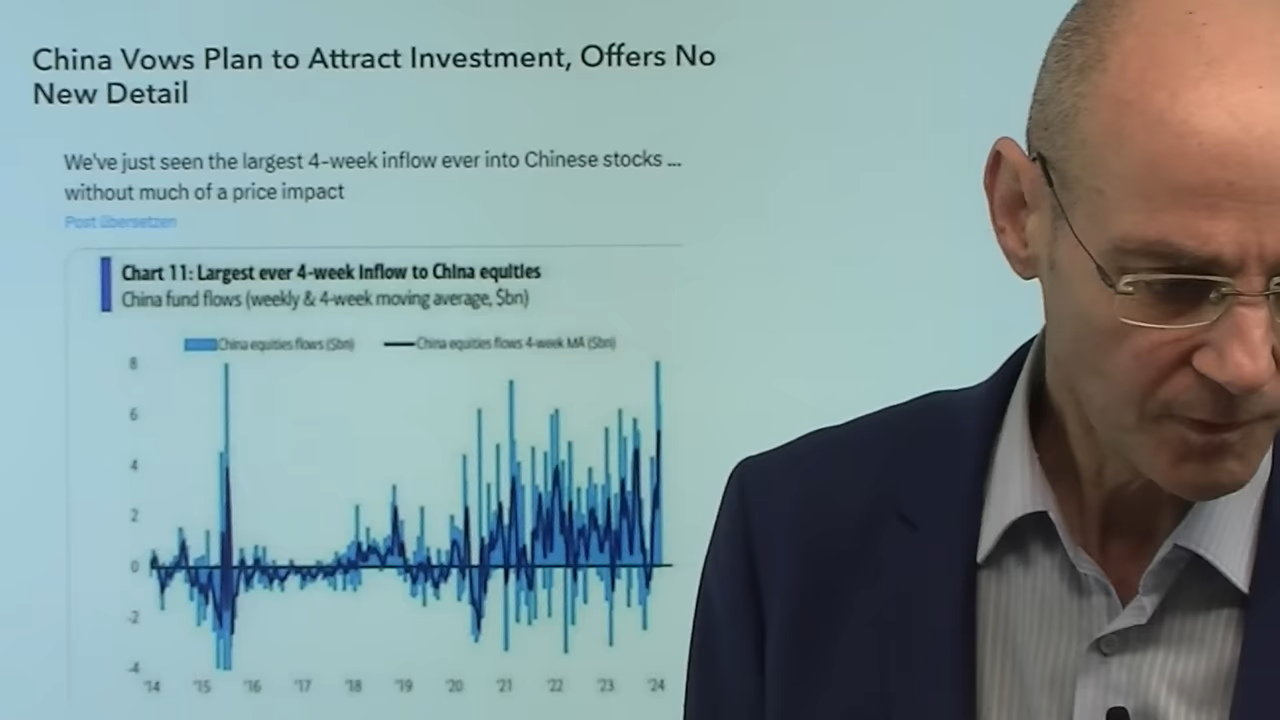 China Vows Plan to Attract Investment, Offers No
New Detail
We've just seen the largest 4-week inflow ever into Chinese stocks ...
without much of a price impact
Post übersetzen
Chart 11: Largest ever 4-week inflow to China equities
China fund flows (weekly & 4-week moving average, $bn)
China equities flows ($bn) China equities flows 4-week MA ($bn)
8
6
4
2
0
-2
-4
'14 '15 '16 '17 '18 '19 '20 '21 '22 '23 '24